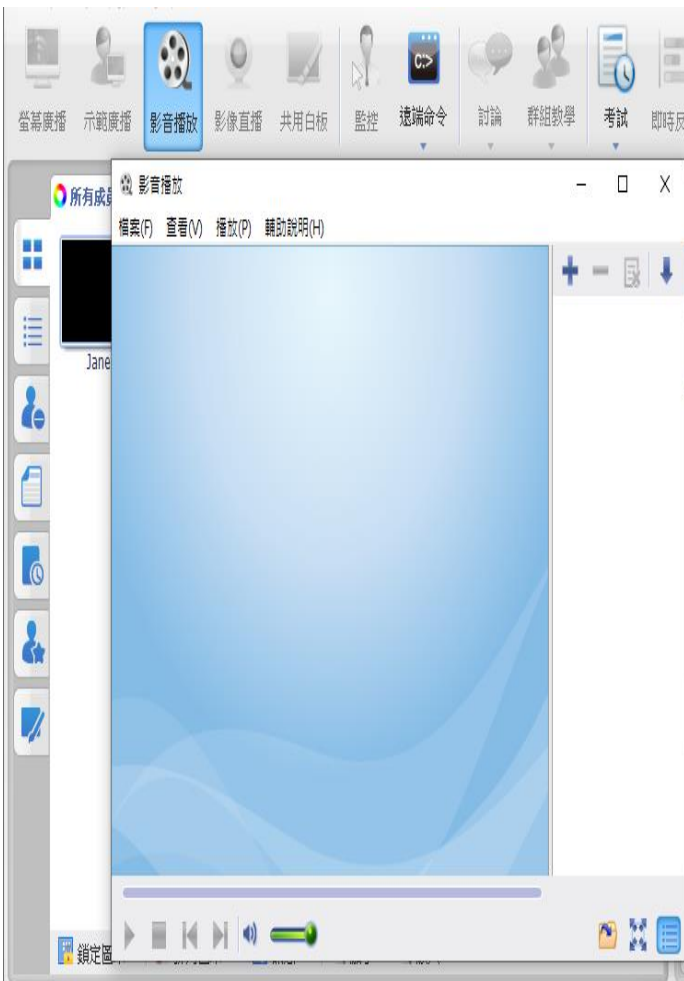 螢幕廣播 示範廣播 影音播放 影像直播 共用白板 監控 遠端命令 討論 群組教學 考試 即時反
所有成員
影音播放
檔案(F) 查看(V) 播放(P) 輔助說明(H)
C:>
Jane
鎖定圖